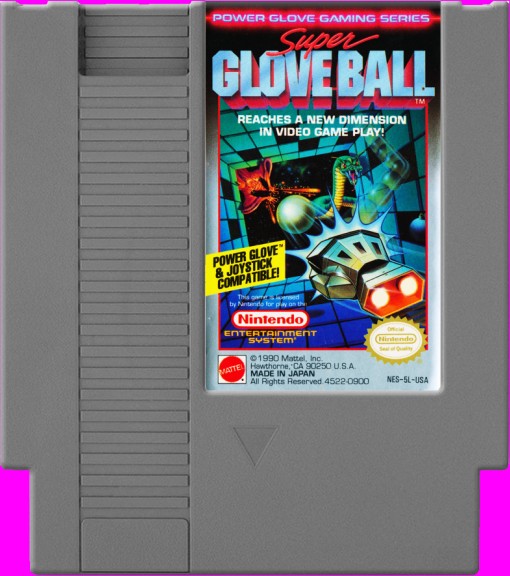 POWER GLOVE GAMING SERIES
Super
GLOVE BALL
TM
REACHES A NEW DIMENSION
IN VIDEO GAME PLAY!
POWER GLOVE™
& JOYSTICK
COMPATIBLE!
This game is licensed
by Nintendo for play on the
Nintendo
ENTERTAINMENT
SYSTEM®
Official
Nintendo
Seal of Quality
MATTEL
© 1990 Mattel, Inc.
Hawthorne, CA 90250 U.S.A.
MADE IN JAPAN
All Rights Reserved 4522-0900
NES-5L-USA